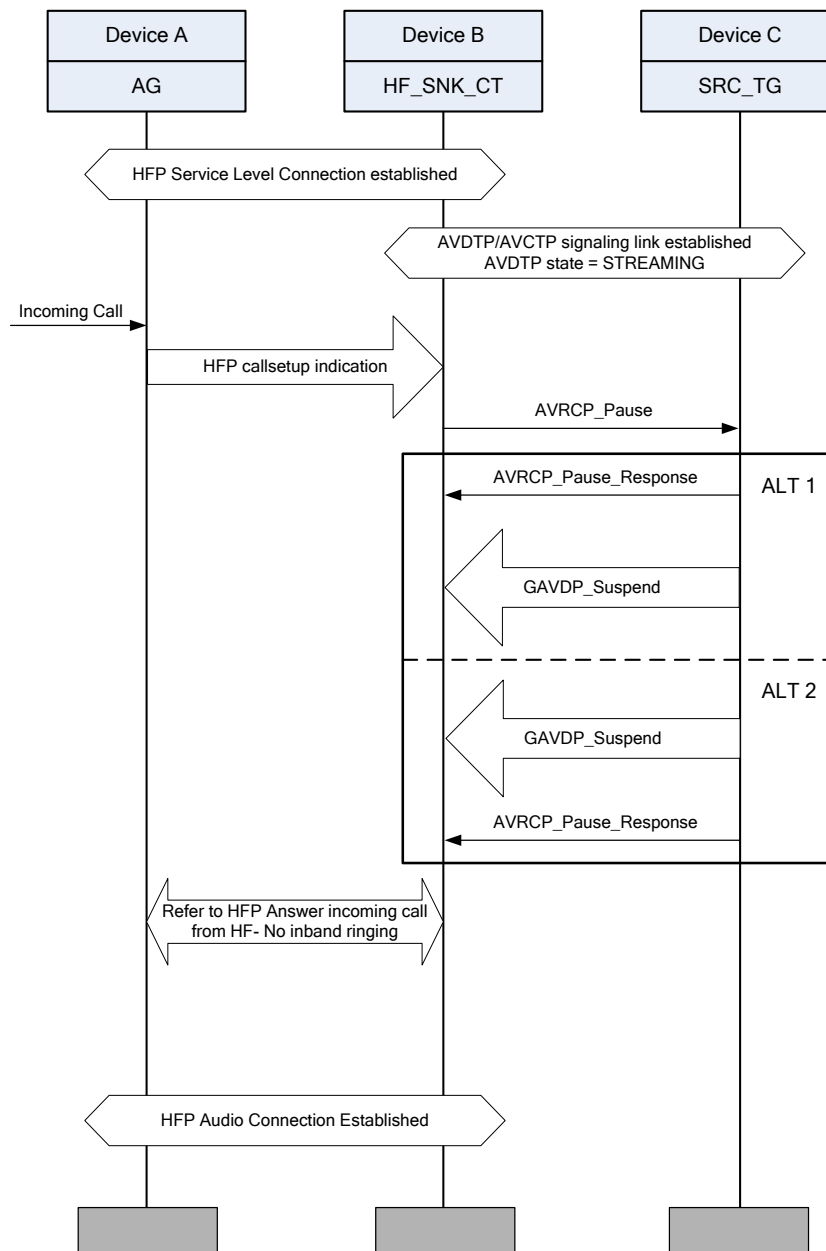 Device A
Device B
Device C
AG
HF_SNK_CT
SRC_TG
HFP Service Level Connection established
AVDTP/AVCTP signaling link established
AVDTP state = STREAMING
Incoming Call
HFP callsetup indication
AVRCP_Pause
AVRCP_Pause_Response
ALT 1
GAVDP_Suspend
ALT 2
GAVDP_Suspend
AVRCP_Pause_Response
Refer to HFP Answer incoming call
from HF- No inband ringing
HFP Audio Connection Established